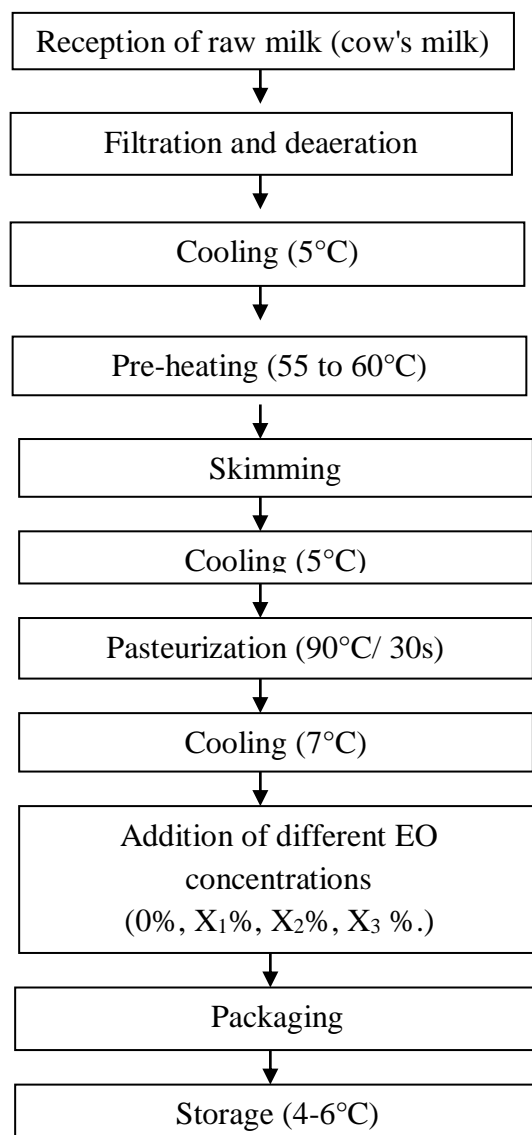 Reception of raw milk (cow's milk)
Filtration and deaeration
Cooling (5°C)
Pre-heating (55 to 60°C)
Skimming
Cooling (5°C)
Pasteurization (90°C/ 30s)
Cooling (7°C)
Addition of different EO
concentrations
(0%, X₁%, X₂%, X₃ %.)
Packaging
Storage (4-6°C)